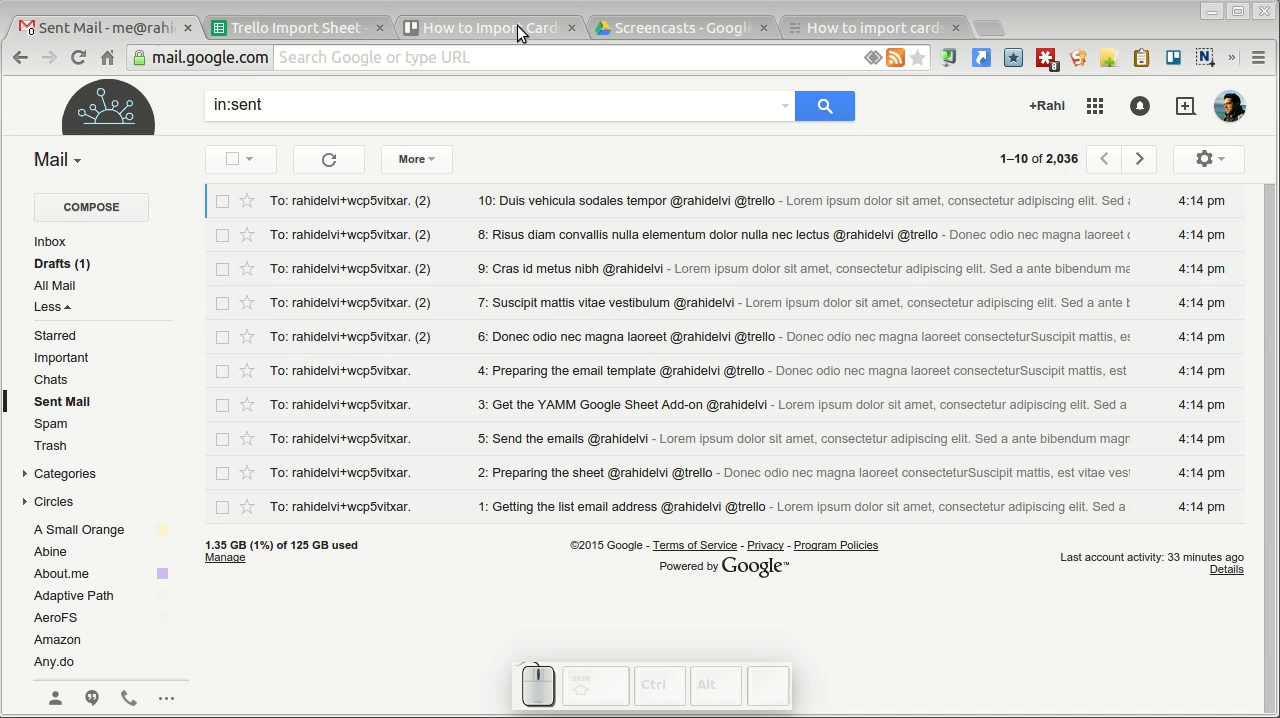 Sent Mail - me@rahi
Trello Import Sheet
How to Import Cards
Screencasts - Google
How to import cards
mail.google.com
Search Google or type URL
8
N
»
in:sent
+Rahi
Mail
More
1–10 of 2,036
COMPOSE
Inbox
Drafts (1)
All Mail
Less
Starred
Important
Chats
Sent Mail
Spam
Trash
Categories
Circles
A Small Orange
Abine
About.me
Adaptive Path
AeroFS
Amazon
Any.do
To: rahidelvi+wcp5vitxar. (2) 10: Duis vehicula sodales tempor @rahidelvi @trello - Lorem ipsum dolor sit amet, consectetur adipiscing elit. Sed a 4:14 pm
To: rahidelvi+wcp5vitxar. (2) 8: Risus diam convallis nulla elementum dolor nulla nec lectus @rahidelvi @trello - Donec odio nec magna laoreet c 4:14 pm
To: rahidelvi+wcp5vitxar. (2) 9: Cras id metus nibh @rahidelvi - Lorem ipsum dolor sit amet, consectetur adipiscing elit. Sed a ante bibendum ma 4:14 pm
To: rahidelvi+wcp5vitxar. (2) 7: Suscipit mattis vitae vestibulum @rahidelvi - Lorem ipsum dolor sit amet, consectetur adipiscing elit. Sed a ante b 4:14 pm
To: rahidelvi+wcp5vitxar. (2) 6: Donec odio nec magna laoreet @rahidelvi @trello - Donec odio nec magna laoreet consecteturSuscipit mattis, es 4:14 pm
To: rahidelvi+wcp5vitxar. 4: Preparing the email template @rahidelvi @trello - Donec odio nec magna laoreet consecteturSuscipit mattis, est 4:14 pm
To: rahidelvi+wcp5vitxar. 3: Get the YAMM Google Sheet Add-on @rahidelvi - Lorem ipsum dolor sit amet, consectetur adipiscing elit. Sed a 4:14 pm
To: rahidelvi+wcp5vitxar. 5: Send the emails @rahidelvi - Lorem ipsum dolor sit amet, consectetur adipiscing elit. Sed a ante bibendum magn 4:14 pm
To: rahidelvi+wcp5vitxar. 2: Preparing the sheet @rahidelvi @trello - Donec odio nec magna laoreet consecteturSuscipit mattis, est vitae vest 4:14 pm
To: rahidelvi+wcp5vitxar. 1: Getting the list email address @rahidelvi @trello - Lorem ipsum dolor sit amet, consectetur adipiscing elit. Sed a 4:14 pm
1.35 GB (1%) of 125 GB used
Manage
©2015 Google - Terms of Service - Privacy - Program Policies
Powered by Google™
Last account activity: 33 minutes ago
Details
Shift
Ctrl
Alt